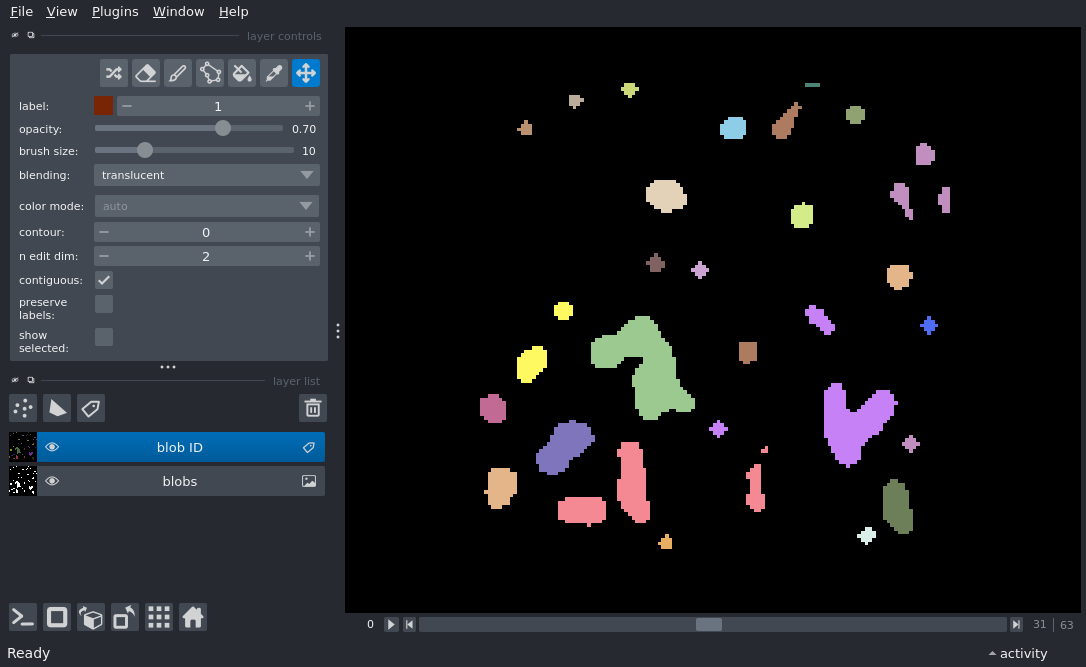 File View Plugins Window Help
layer controls
label: 1
opacity: 0.70
brush size: 10
blending: translucent
color mode: auto
contour: 0
n edit dim: 2
contiguous:
preserve
labels:
show
selected:
layer list
blob ID
blobs
0 31 | 63
Ready activity